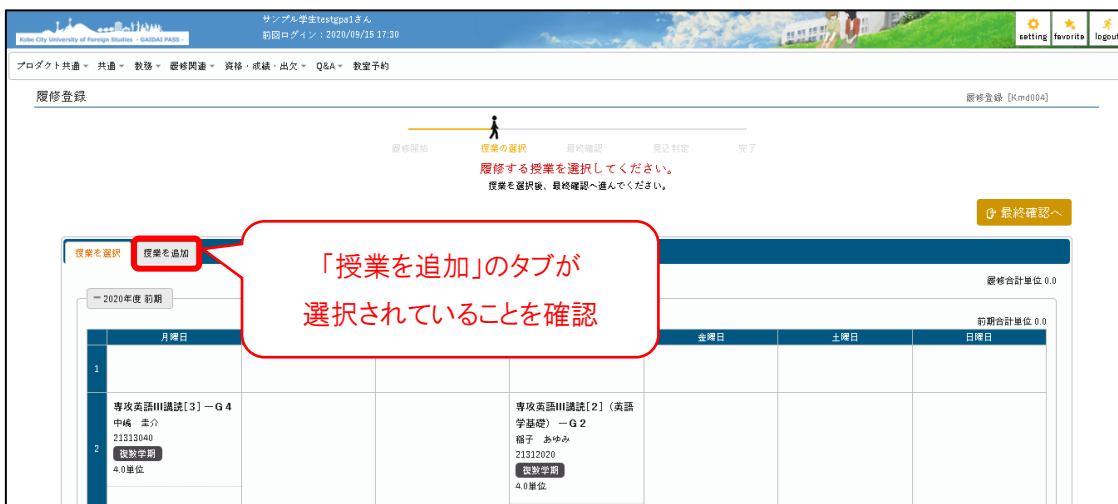 サンプル学生testgpa1さん
Kobe City University of Foreign Studies - GAIDAI PASS -
前回ログイン：2020/09/15 17:30
setting favorite logout
プロダクト共通 共通 教務 履修関連 資格・成績・出欠 Q&A 教室予約
履修登録
履修登録 [Kmd004]
履修開始 授業の選択 最終確認 見込判定 完了
履修する授業を選択してください。
授業を選択後、最終確認へ進んでください。
最終確認へ
授業を選択 授業を追加
「授業を追加」のタブが
選択されていることを確認
履修合計単位 0.0
2020年度 前期
前期合計単位 0.0
月曜日 金曜日 土曜日 日曜日
1
2
専攻英語III講読[3] －G4
中嶋 圭介
21313040
複数学期
4.0単位
専攻英語III講読[2]（英語
学基礎） －G2
稲子 あゆみ
21312020
複数学期
4.0単位